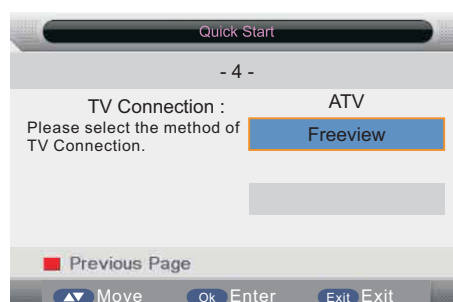 Quick Start
- 4 -
TV Connection :
Please select the method of
TV Connection.
ATV
Freeview
Previous Page
Move Ok Enter Exit Exit